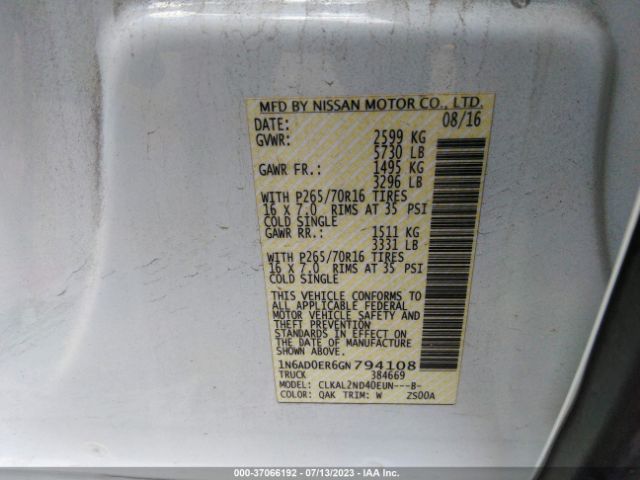 MFD BY NISSAN MOTOR CO., LTD.
DATE: 08/16
GVWR: 2599 KG
5730 LB
GAWR FR.: 1495 KG
3296 LB
WITH P265/70R16 TIRES
16 X 7.0 RIMS AT 35 PSI
COLD SINGLE
GAWR RR.: 1511 KG
3331 LB
WITH P265/70R16 TIRES
16 X 7.0 RIMS AT 35 PSI
COLD SINGLE
THIS VEHICLE CONFORMS TO
ALL APPLICABLE FEDERAL
MOTOR VEHICLE SAFETY AND
THEFT PREVENTION
STANDARDS IN EFFECT ON
THE DATE OF MANUFACTURE
SHOWN ABOVE.
1N6AD0ER6GN794108
TRUCK 384669
MODEL: CLKAL2ND40EUN---B-
COLOR: QAK TRIM: W ZS00A
000-37066192 - 07/13/2023 - IAA Inc.